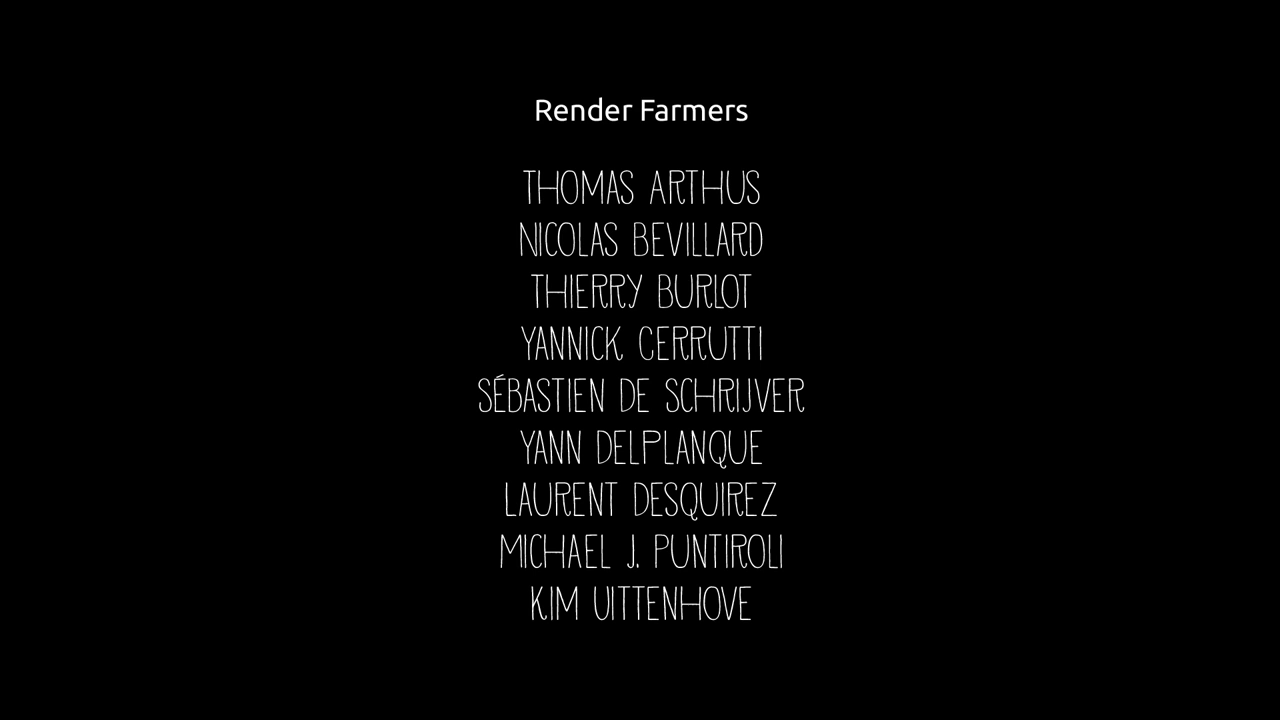 Render Farmers
THOMAS ARTHUS
NICOLAS BEVILLARD
THIERRY BURLOT
YANNICK CERRUTTI
SÉBASTIEN DE SCHRIJVER
YANN DELPLANQUE
LAURENT DESQUIREZ
MICHAEL J. PUNTIROLI
KIM UITTENHOVE